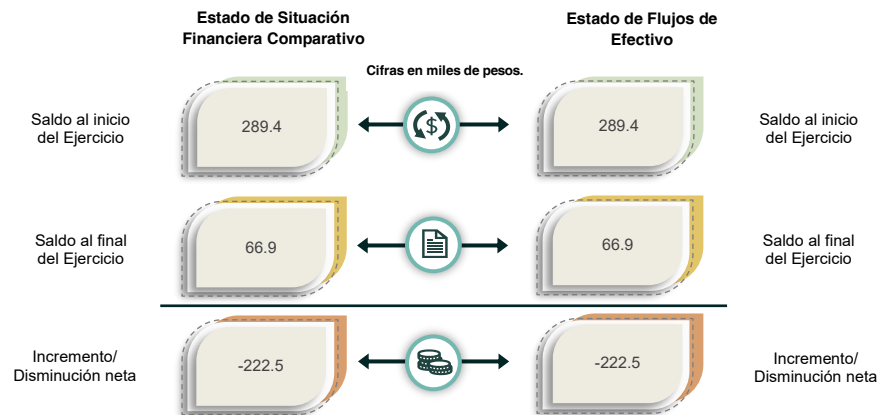 Estado de Situación
Financiera Comparativo
Estado de Flujos de
Efectivo
Cifras en miles de pesos.
Saldo al inicio
del Ejercicio
289.4
$
289.4
Saldo al inicio
del Ejercicio
Saldo al final
del Ejercicio
66.9
66.9
Saldo al final
del Ejercicio
Incremento/
Disminución neta
-222.5
-222.5
Incremento/
Disminución neta